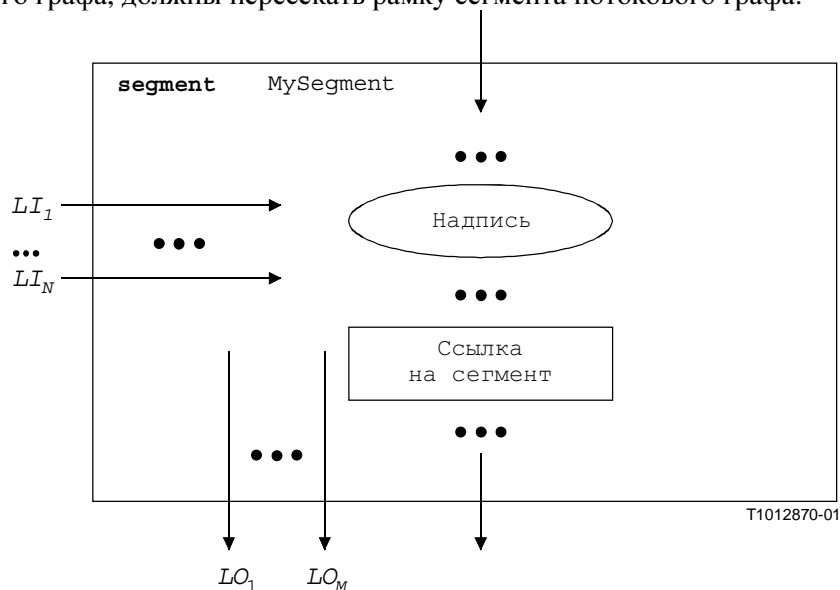 го графа, должны пересекать рамку сегмента потокового графа.
segment MySegment
LI1
Надпись
...
LIN
Ссылка
на сегмент
T1012870-01
LO1 LOM